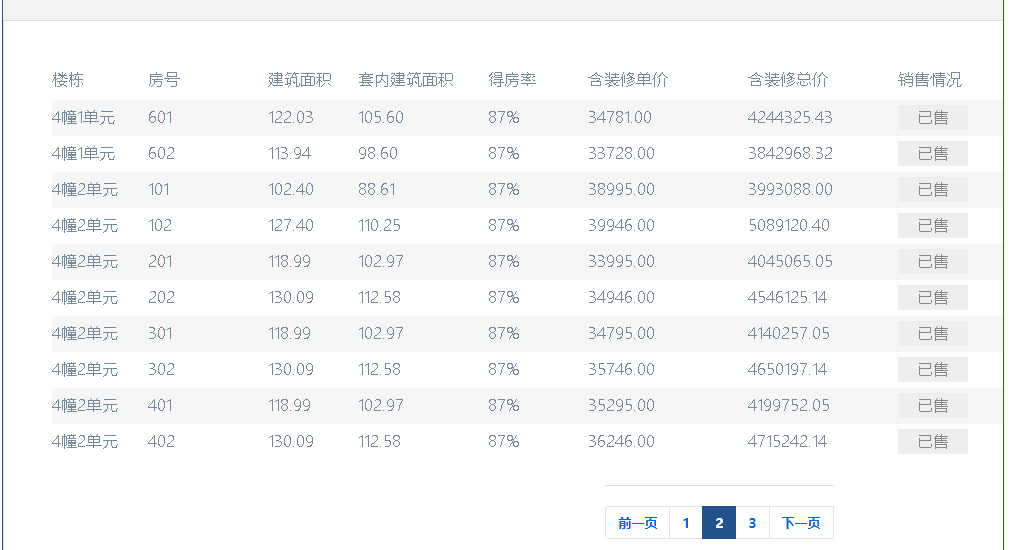 楼栋 房号 建筑面积 套内建筑面积 得房率 含装修单价 含装修总价 销售情况
4幢1单元 601 122.03 105.60 87% 34781.00 4244325.43 已售
4幢1单元 602 113.94 98.60 87% 33728.00 3842968.32 已售
4幢2单元 101 102.40 88.61 87% 38995.00 3993088.00 已售
4幢2单元 102 127.40 110.25 87% 39946.00 5089120.40 已售
4幢2单元 201 118.99 102.97 87% 33995.00 4045065.05 已售
4幢2单元 202 130.09 112.58 87% 34946.00 4546125.14 已售
4幢2单元 301 118.99 102.97 87% 34795.00 4140257.05 已售
4幢2单元 302 130.09 112.58 87% 35746.00 4650197.14 已售
4幢2单元 401 118.99 102.97 87% 35295.00 4199752.05 已售
4幢2单元 402 130.09 112.58 87% 36246.00 4715242.14 已售
前一页 1 2 3 下一页